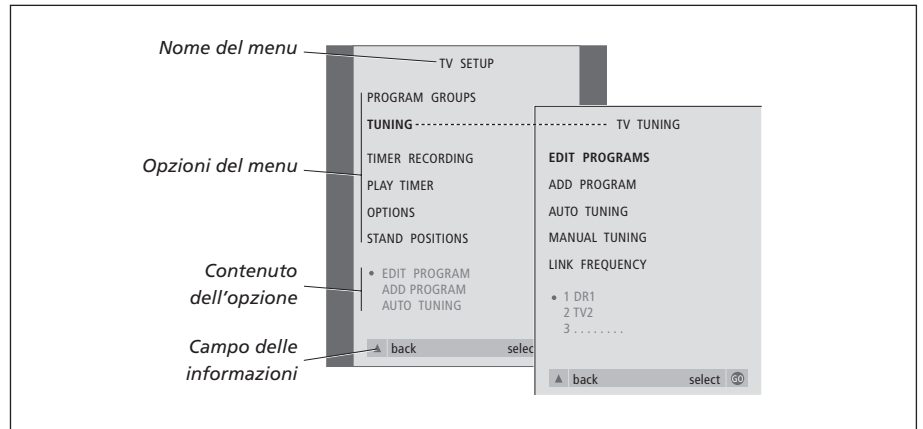 Nome del menu
TV SETUP
PROGRAM GROUPS
TUNING
TIMER RECORDING
Opzioni del menu
PLAY TIMER
OPTIONS
STAND POSITIONS
Contenuto
dell'opzione
• EDIT PROGRAM
ADD PROGRAM
AUTO TUNING
Campo delle
informazioni
▲ back selec
TV TUNING
EDIT PROGRAMS
ADD PROGRAM
AUTO TUNING
MANUAL TUNING
LINK FREQUENCY
• 1 DR1
2 TV2
3 . . . . . . . .
▲ back select GO